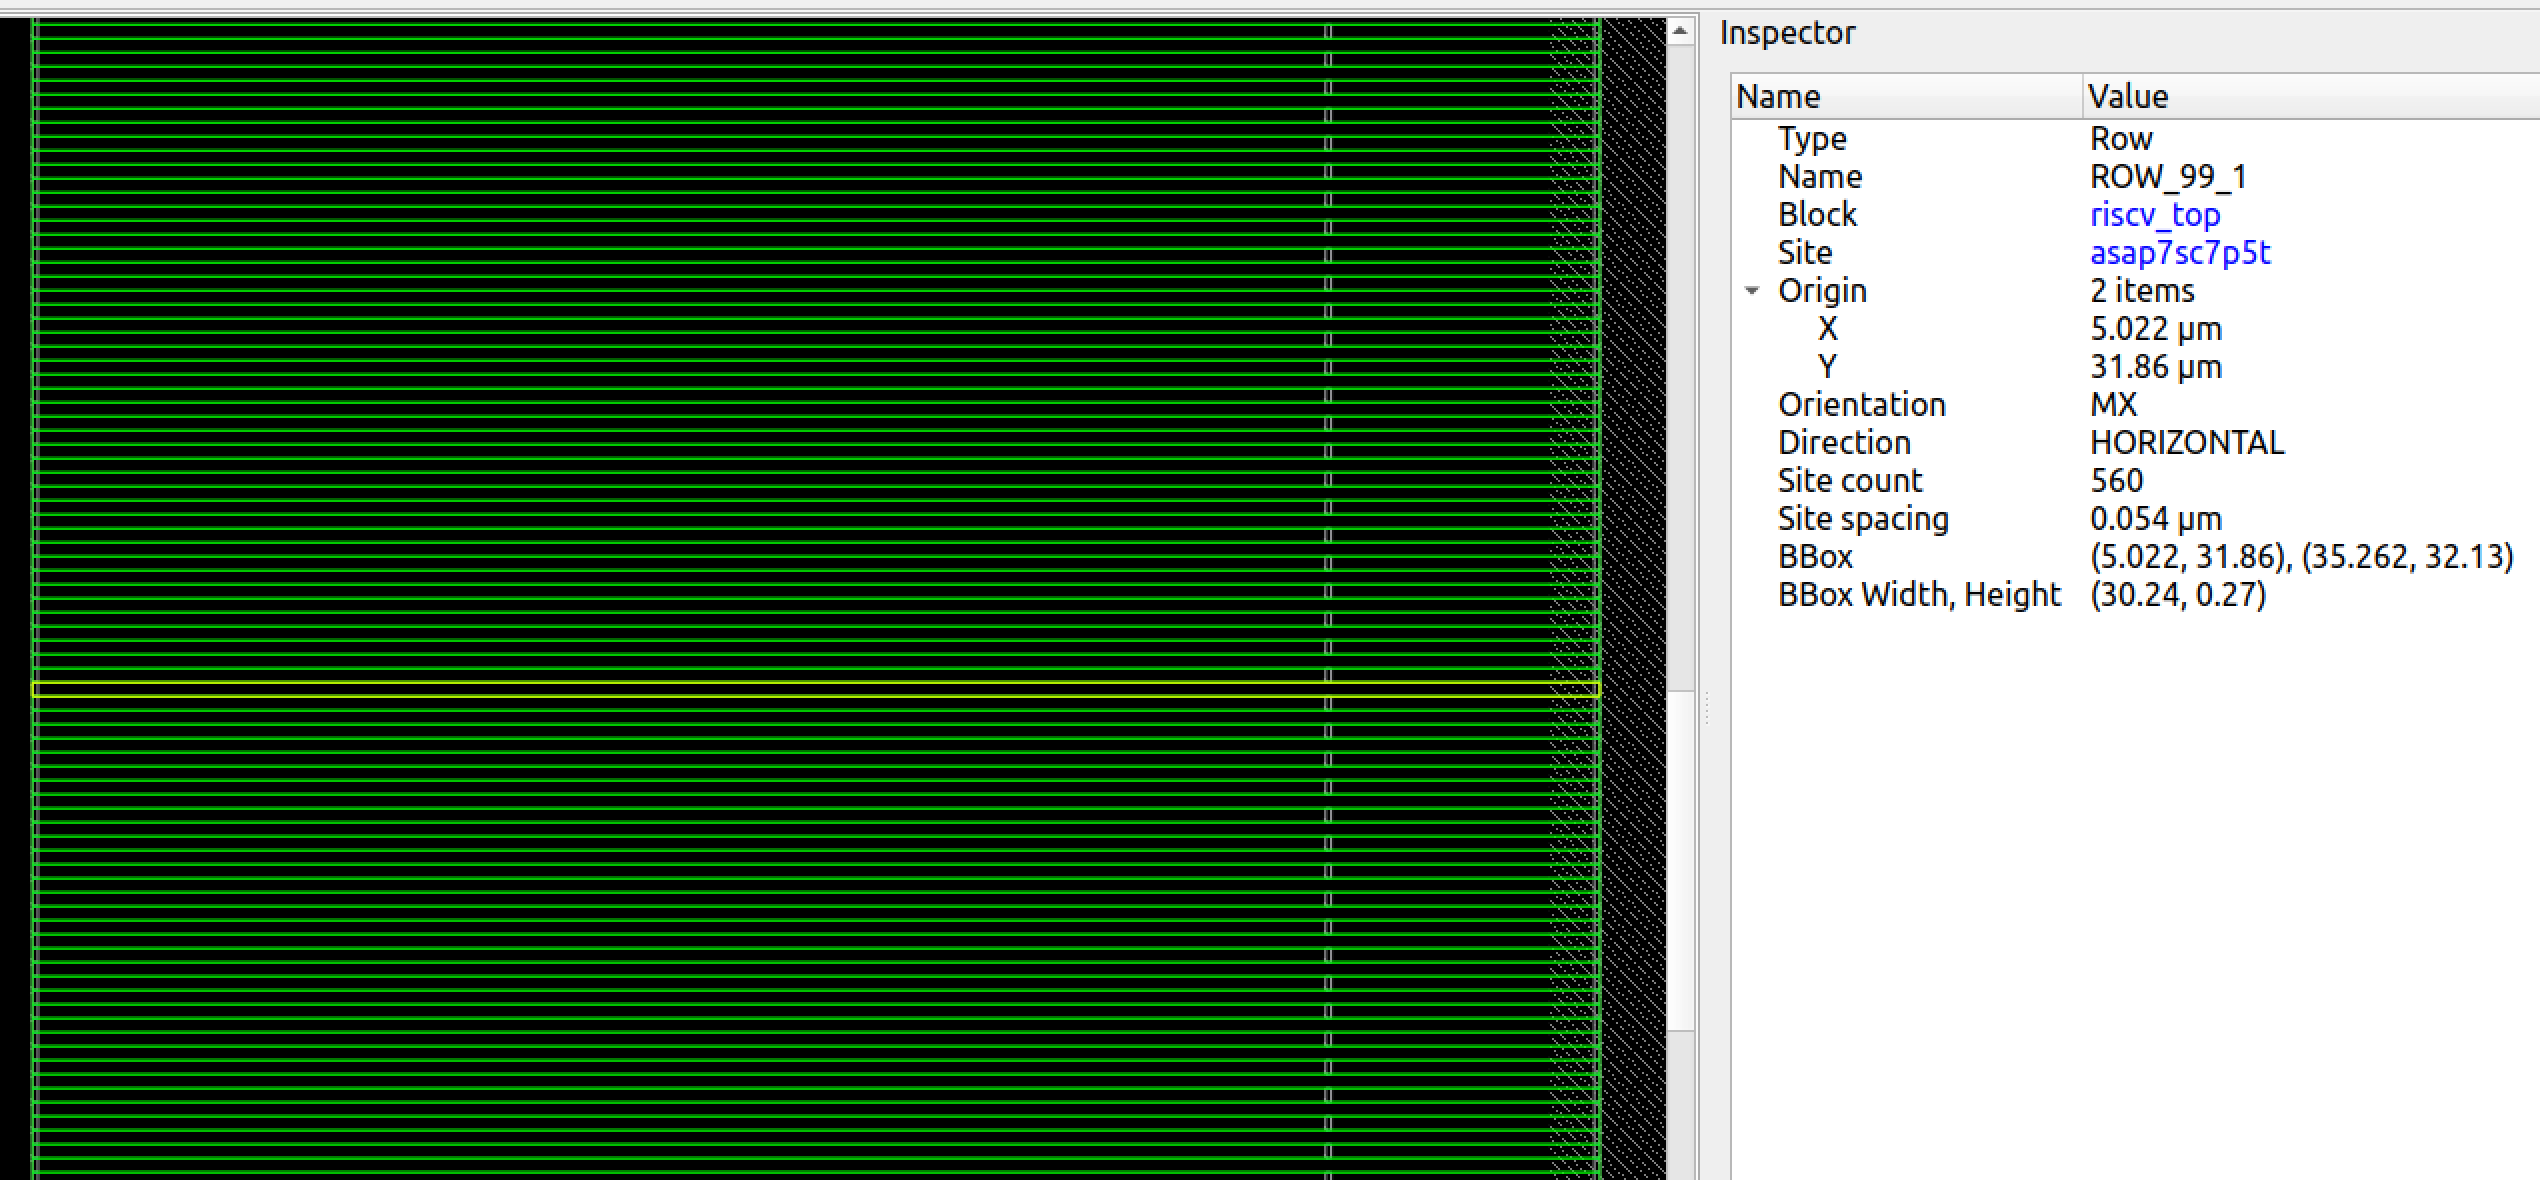 Inspector
Name Value
Type Row
Name ROW_99_1
Block riscv_top
Site asap7sc7p5t
Origin 2 items
X 5.022 μm
Y 31.86 μm
Orientation MX
Direction HORIZONTAL
Site count 560
Site spacing 0.054 μm
BBox (5.022, 31.86), (35.262, 32.13)
BBox Width, Height (30.24, 0.27)